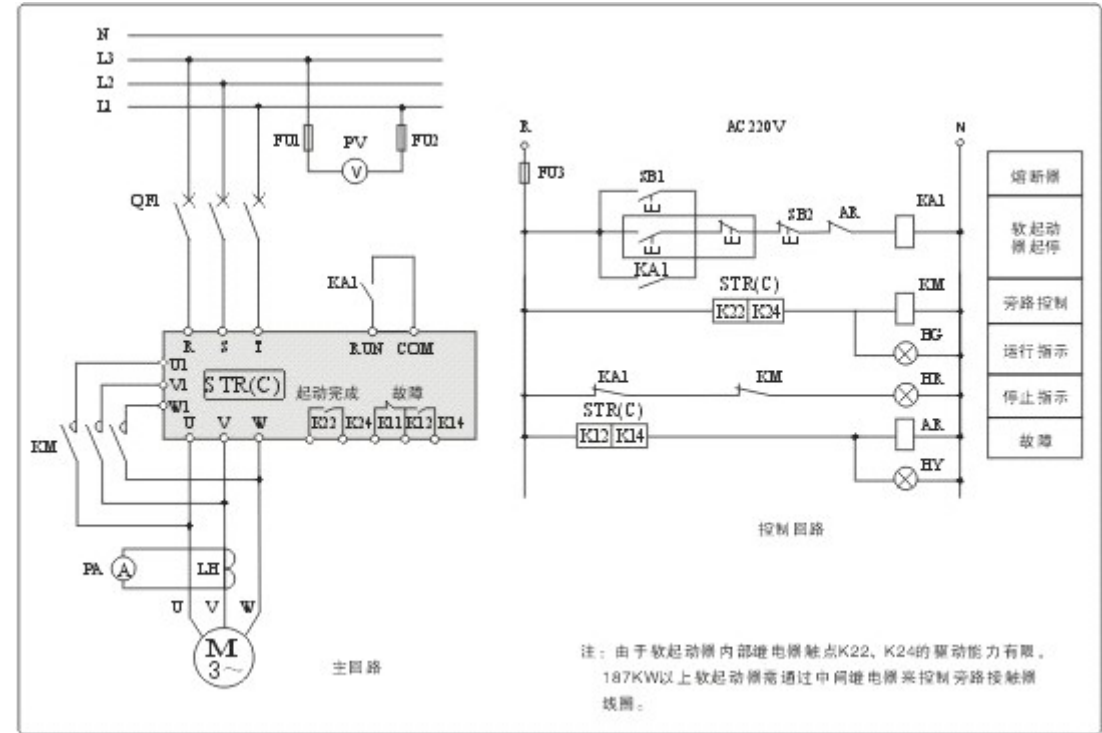 N
L3
L2
L1
FU1
PV
FU2
V
QF1
KA1
R S T RUN COM
U1
V1
W1
STR(C)
起动完成 故障
U V W K22 K24 K11 K12 K14
KM
PA A LH
U V W
M
3~
主回路
R AC220V N
FU3
SB1
SB2 AR KA1
KA1
STR(C) KM
K22 K24
HG
KA1 KM HR
STR(C)
K12 K14 AR
HY
控制回路
熔断器
软起动
器起停
旁路控制
运行指示
停止指示
故障
注：由于软起动器内部继电器触点K22、K24的驱动能力有限。
187KW以上软起动器需通过中间继电器来控制旁路接触器
线圈；